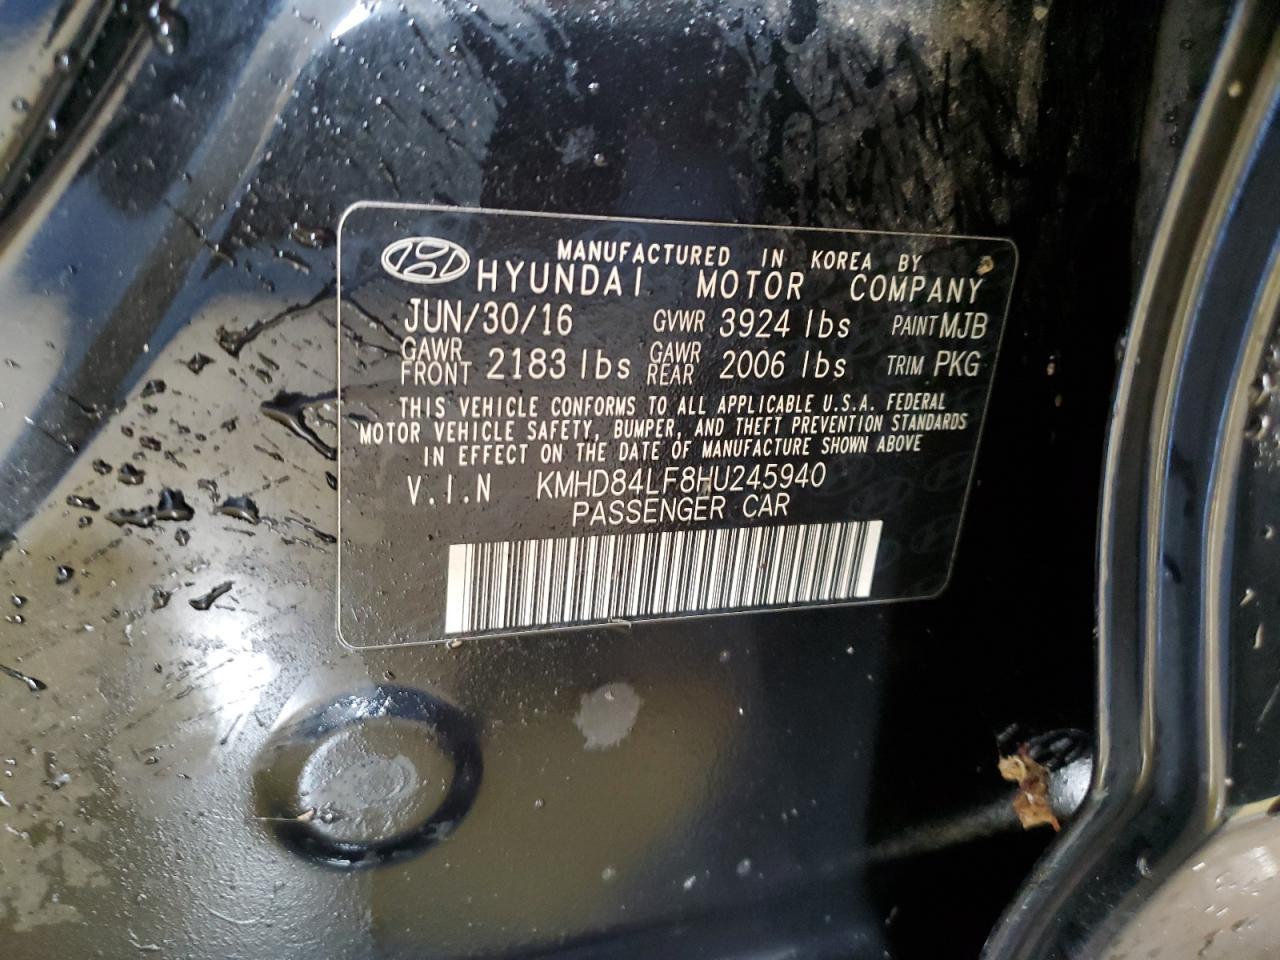 MANUFACTURED IN KOREA BY
HYUNDAI MOTOR COMPANY
JUN/30/16 GVWR 3924 lbs PAINT MJB
GAWR FRONT 2183 lbs GAWR REAR 2006 lbs TRIM PKG
THIS VEHICLE CONFORMS TO ALL APPLICABLE U.S.A. FEDERAL
MOTOR VEHICLE SAFETY, BUMPER, AND THEFT PREVENTION STANDARDS
IN EFFECT ON THE DATE OF MANUFACTURE SHOWN ABOVE
V.I.N KMHD84LF8HU245940
PASSENGER CAR